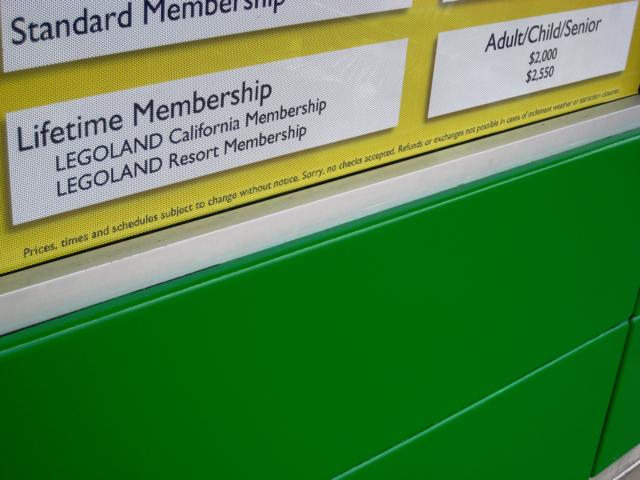 Standard Membership
Adult/Child/Senior
$2,000
$2,550
Lifetime Membership
LEGOLAND California Membership
LEGOLAND Resort Membership
Prices, times and schedules subject to change without notice. Sorry, no checks accepted. Refunds or exchanges not possible in cases of inclement weather or attraction closures.